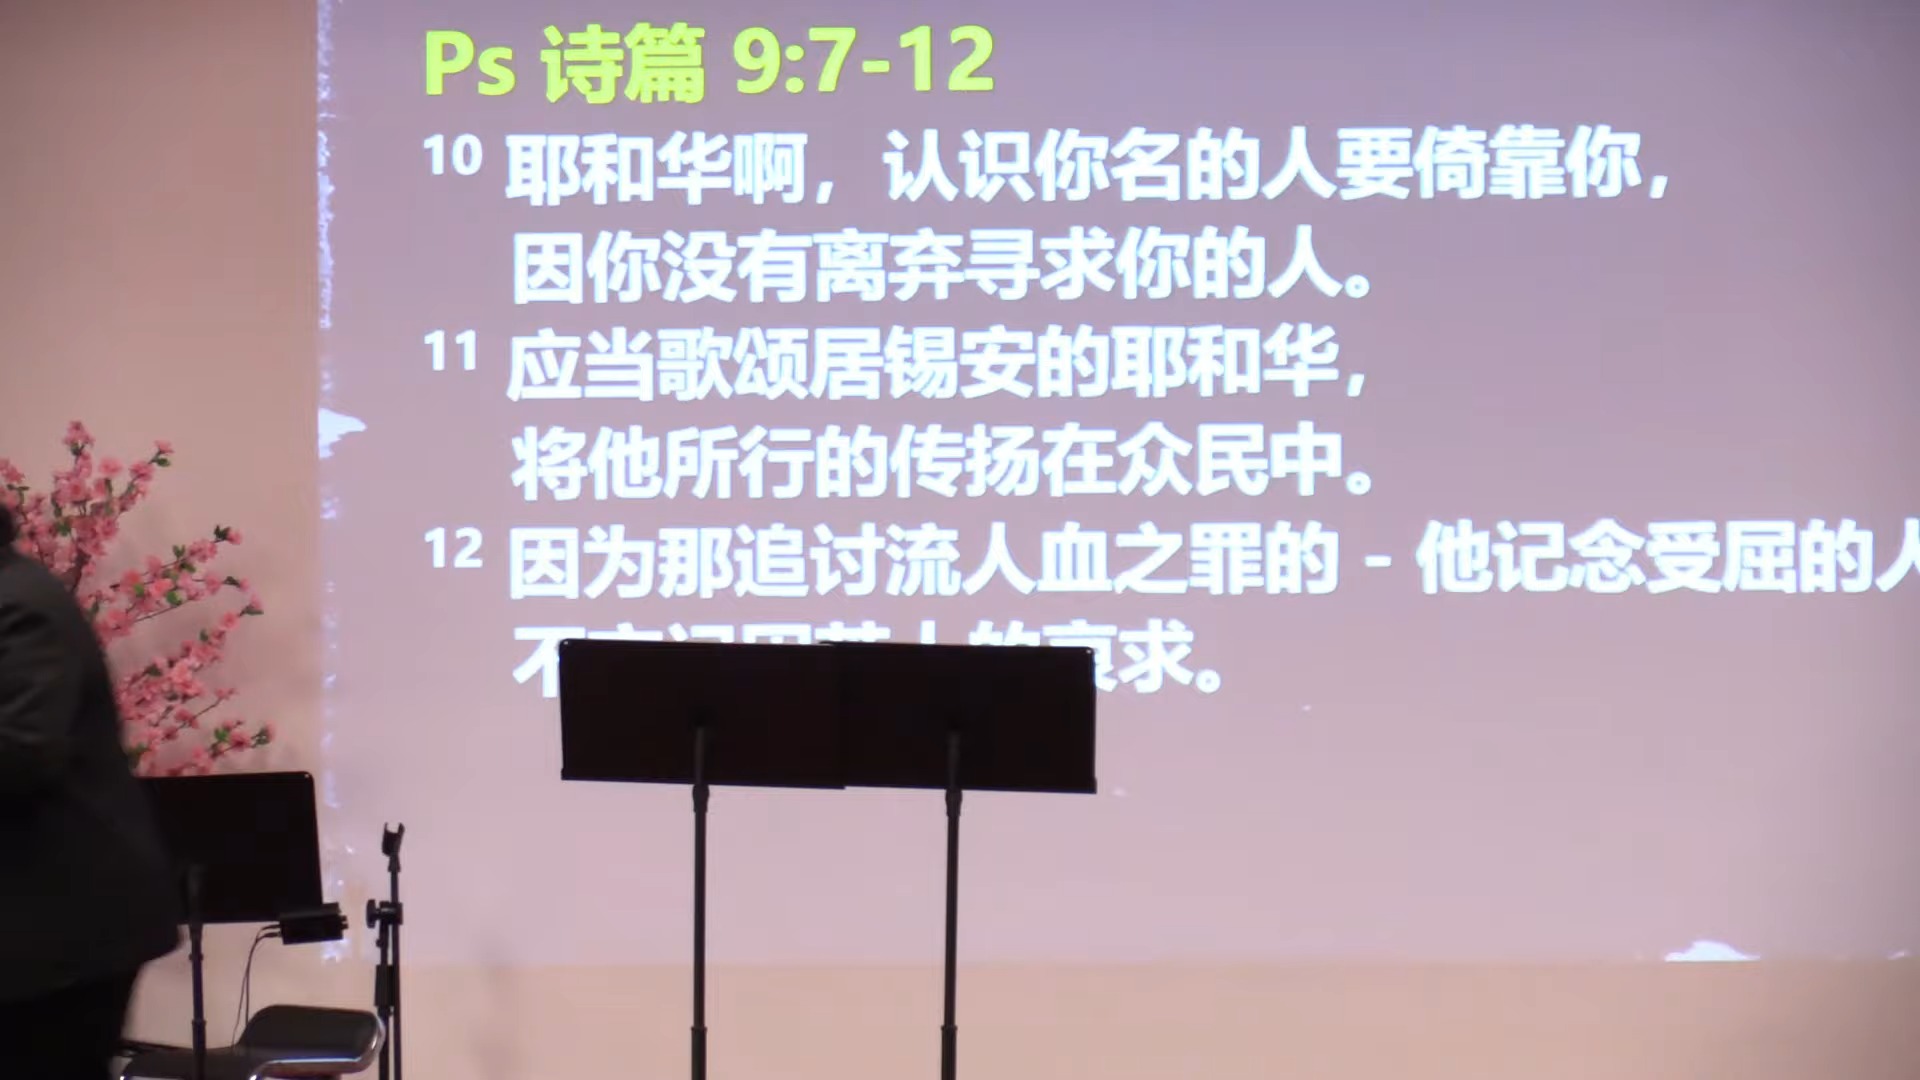 Ps 诗篇 9:7-12
10 耶和华啊，认识你名的人要倚靠你，
因你没有离弃寻求你的人。
11 应当歌颂居锡安的耶和华，
将他所行的传扬在众民中。
12 因为那追讨流人血之罪的 - 他记念受屈的人
不 哀求。